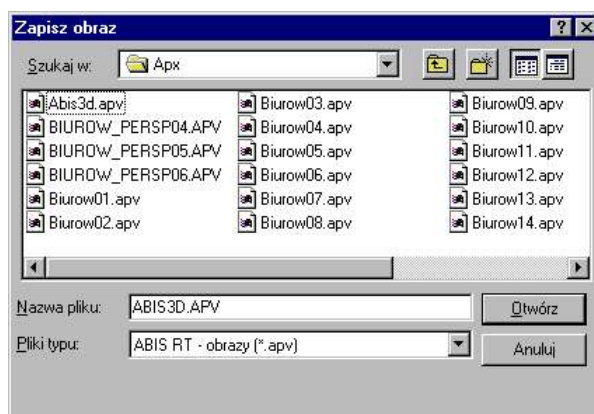 Zapisz obraz
Szukaj w: Apx
Abis3d.apv Biurow03.apv Biurow09.apv
BIUROW_PERSP04.APV Biurow04.apv Biurow10.apv
BIUROW_PERSP05.APV Biurow05.apv Biurow11.apv
BIUROW_PERSP06.APV Biurow06.apv Biurow12.apv
Biurow01.apv Biurow07.apv Biurow13.apv
Biurow02.apv Biurow08.apv Biurow14.apv
Nazwa pliku: ABIS3D.APV Otwórz
Pliki typu: ABIS RT - obrazy (*.apv) Anuluj